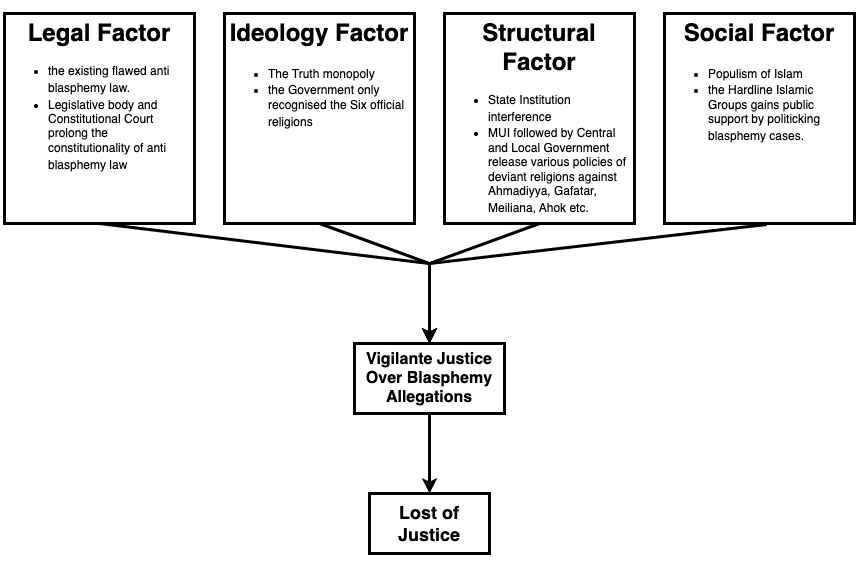 Legal Factor
• the existing flawed anti
blasphemy law.
• Legislative body and
Constitutional Court
prolong the
constitutionality of anti
blasphemy law
Ideology Factor
• The Truth monopoly
• the Government only
recognised the Six official
religions
Structural
Factor
• State Institution
interference
• MUI followed by Central
and Local Government
release various policies of
deviant religions against
Ahmadiyya, Gafatar,
Meiliana, Ahok etc.
Social Factor
• Populism of Islam
• the Hardline Islamic
Groups gains public
support by politicking
blasphemy cases.
Vigilante Justice
Over Blasphemy
Allegations
Lost of
Justice